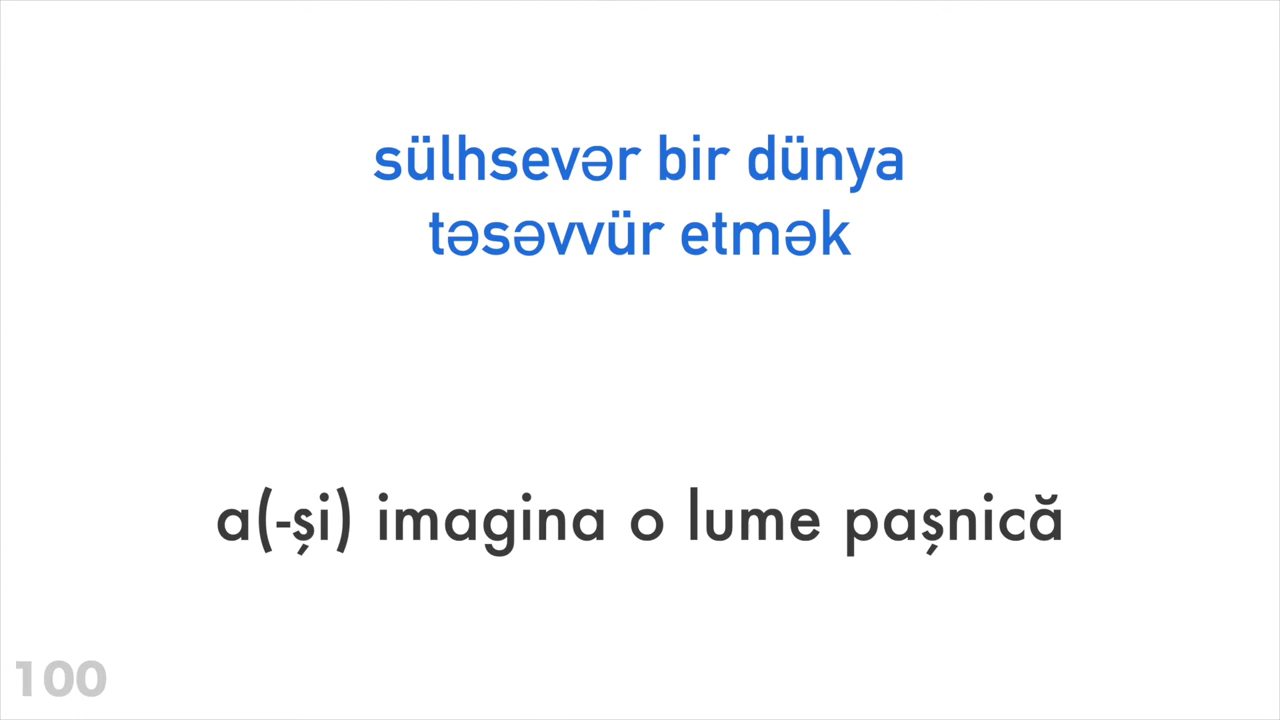 sülhsevər bir dünya
təsəvvür etmək
a(-și) imagina o lume pașnică
100